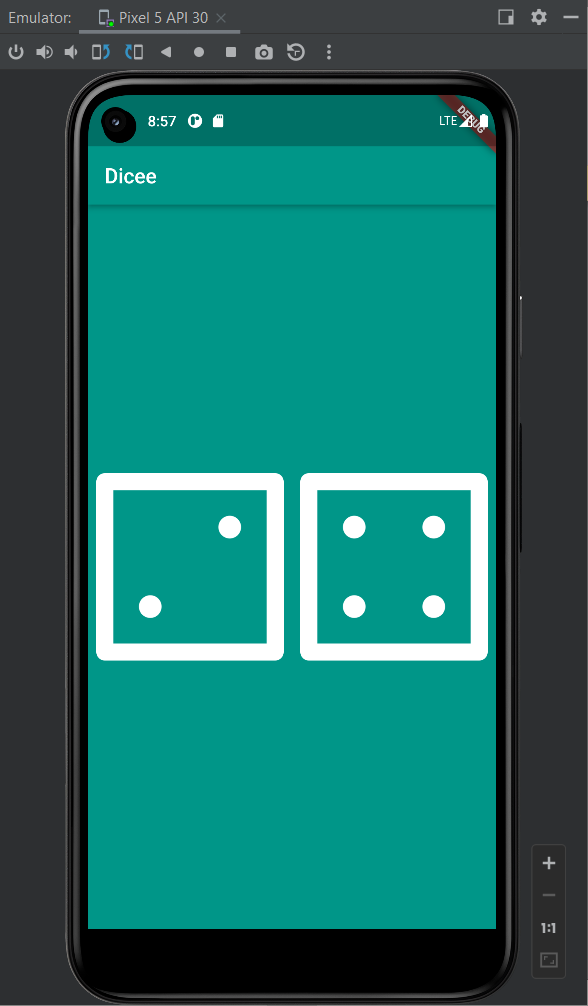 Emulator: Pixel 5 API 30
8:57
LTE
DEBUG
Dicee
1:1